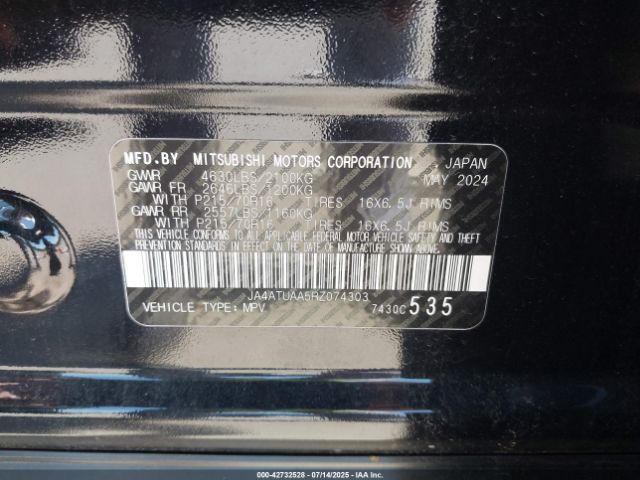 MFD.BY MITSUBISHI MOTORS CORPORATION JAPAN
GVWR 4630LBS/2100KG MAY 2024
GAWR FR 2646LBS/1200KG
WITH P215/70R16 TIRES 16X6.5J RIMS
GAWR RR 2557LBS/1160KG
WITH P215/70R16 TIRES 16X6.5J RIMS
THIS VEHICLE CONFORMS TO ALL APPLICABLE FEDERAL MOTOR VEHICLE SAFETY AND THEFT
PREVENTION STANDARDS IN EFFECT ON THE DATE OF MANUFACTURE SHOWN ABOVE.
JA4ATUAA5RZ074303
VEHICLE TYPE: MPV 7430C 535
000-42732528 - 07/14/2025 - IAA Inc.